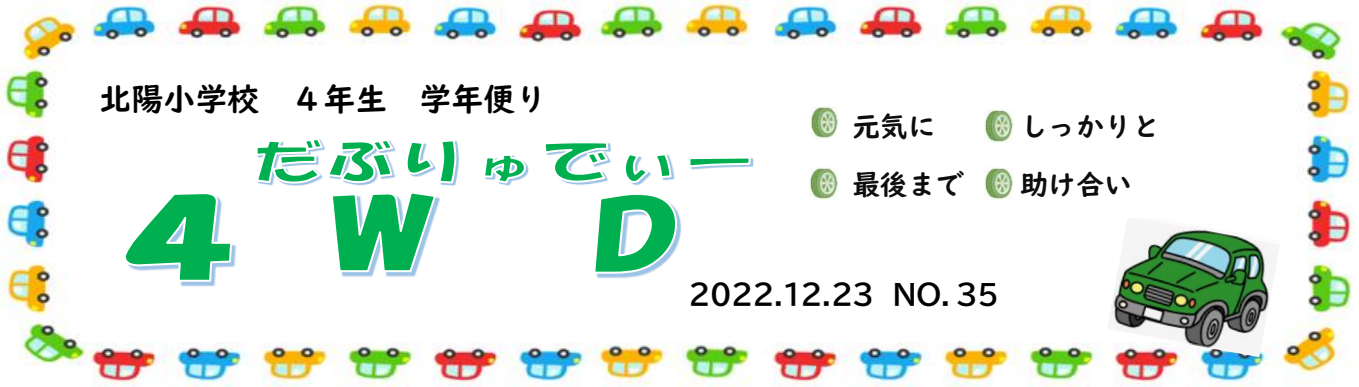 北陽小学校　４年生　学年便り
だぶりゅでぃー
４ W D
元気に　しっかりと
最後まで　助け合い
2022.12.23 NO.35